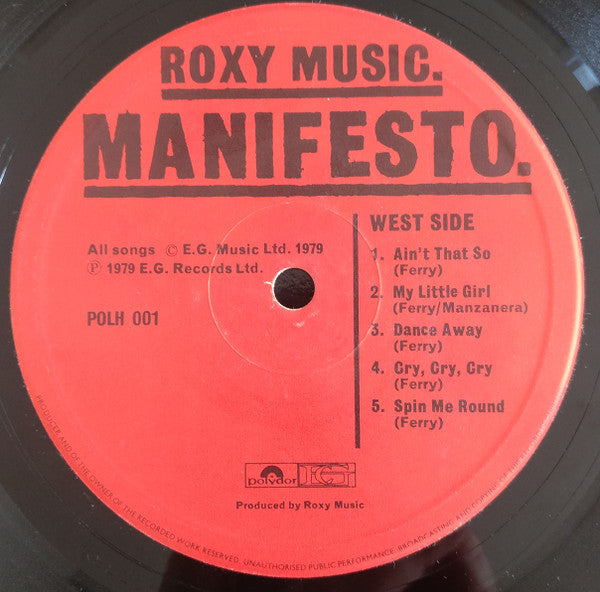 ROXY MUSIC.
MANIFESTO.
All songs © E.G. Music Ltd. 1979
℗ 1979 E.G. Records Ltd.
POLH 001
WEST SIDE
1. Ain't That So
(Ferry)
2. My Little Girl
(Ferry/Manzanera)
3. Dance Away
(Ferry)
4. Cry, Cry, Cry
(Ferry)
5. Spin Me Round
(Ferry)
polydor
EG
Produced by Roxy Music
PRODUCER AND OF THE OWNER OF THE RECORDED WORK RESERVED. UNAUTHORISED PUBLIC PERFORMANCE, BROADCASTING AND COPYING